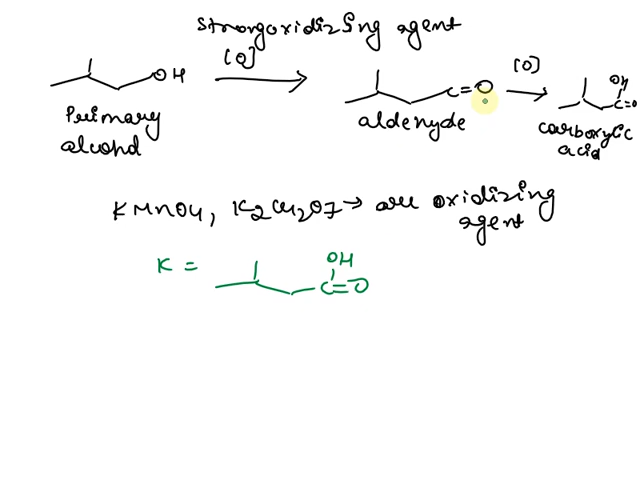 Strongoxidizing agent
OH [O] C=O [O] OH C=O
Primary alcohol
aldehyde
carboxylic acid
KMnO4, K2Cr2O7 → are oxidizing agent
K = OH C=O